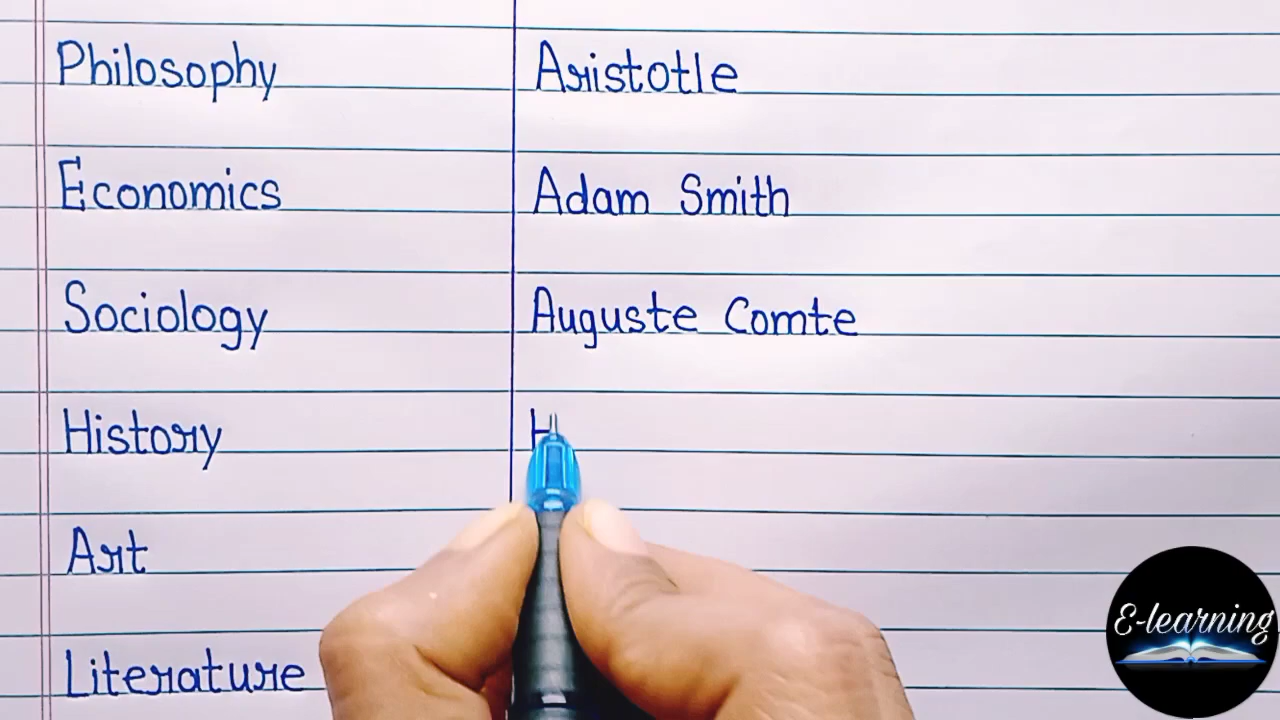 Philosophy Aristotle
Economics Adam Smith
Sociology Auguste Comte
History H
Art
Literature
E-learning